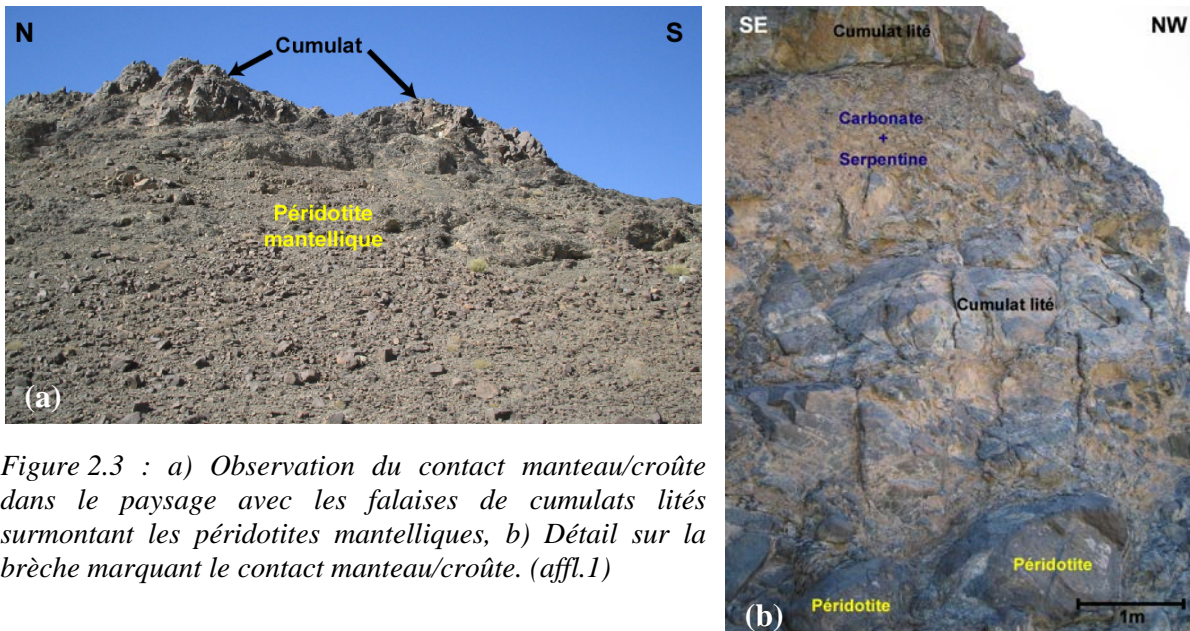 N
Cumulat
S
Péridotite
mantellique
(a)
SE
Cumulat lité
NW
Carbonate
+
Serpentine
Cumulat lité
Péridotite
Péridotite
1m
(b)
Figure 2.3 : a) Observation du contact manteau/croûte
dans le paysage avec les falaises de cumulats lités
surmontant les péridotites mantelliques, b) Détail sur la
brèche marquant le contact manteau/croûte. (affl.1)